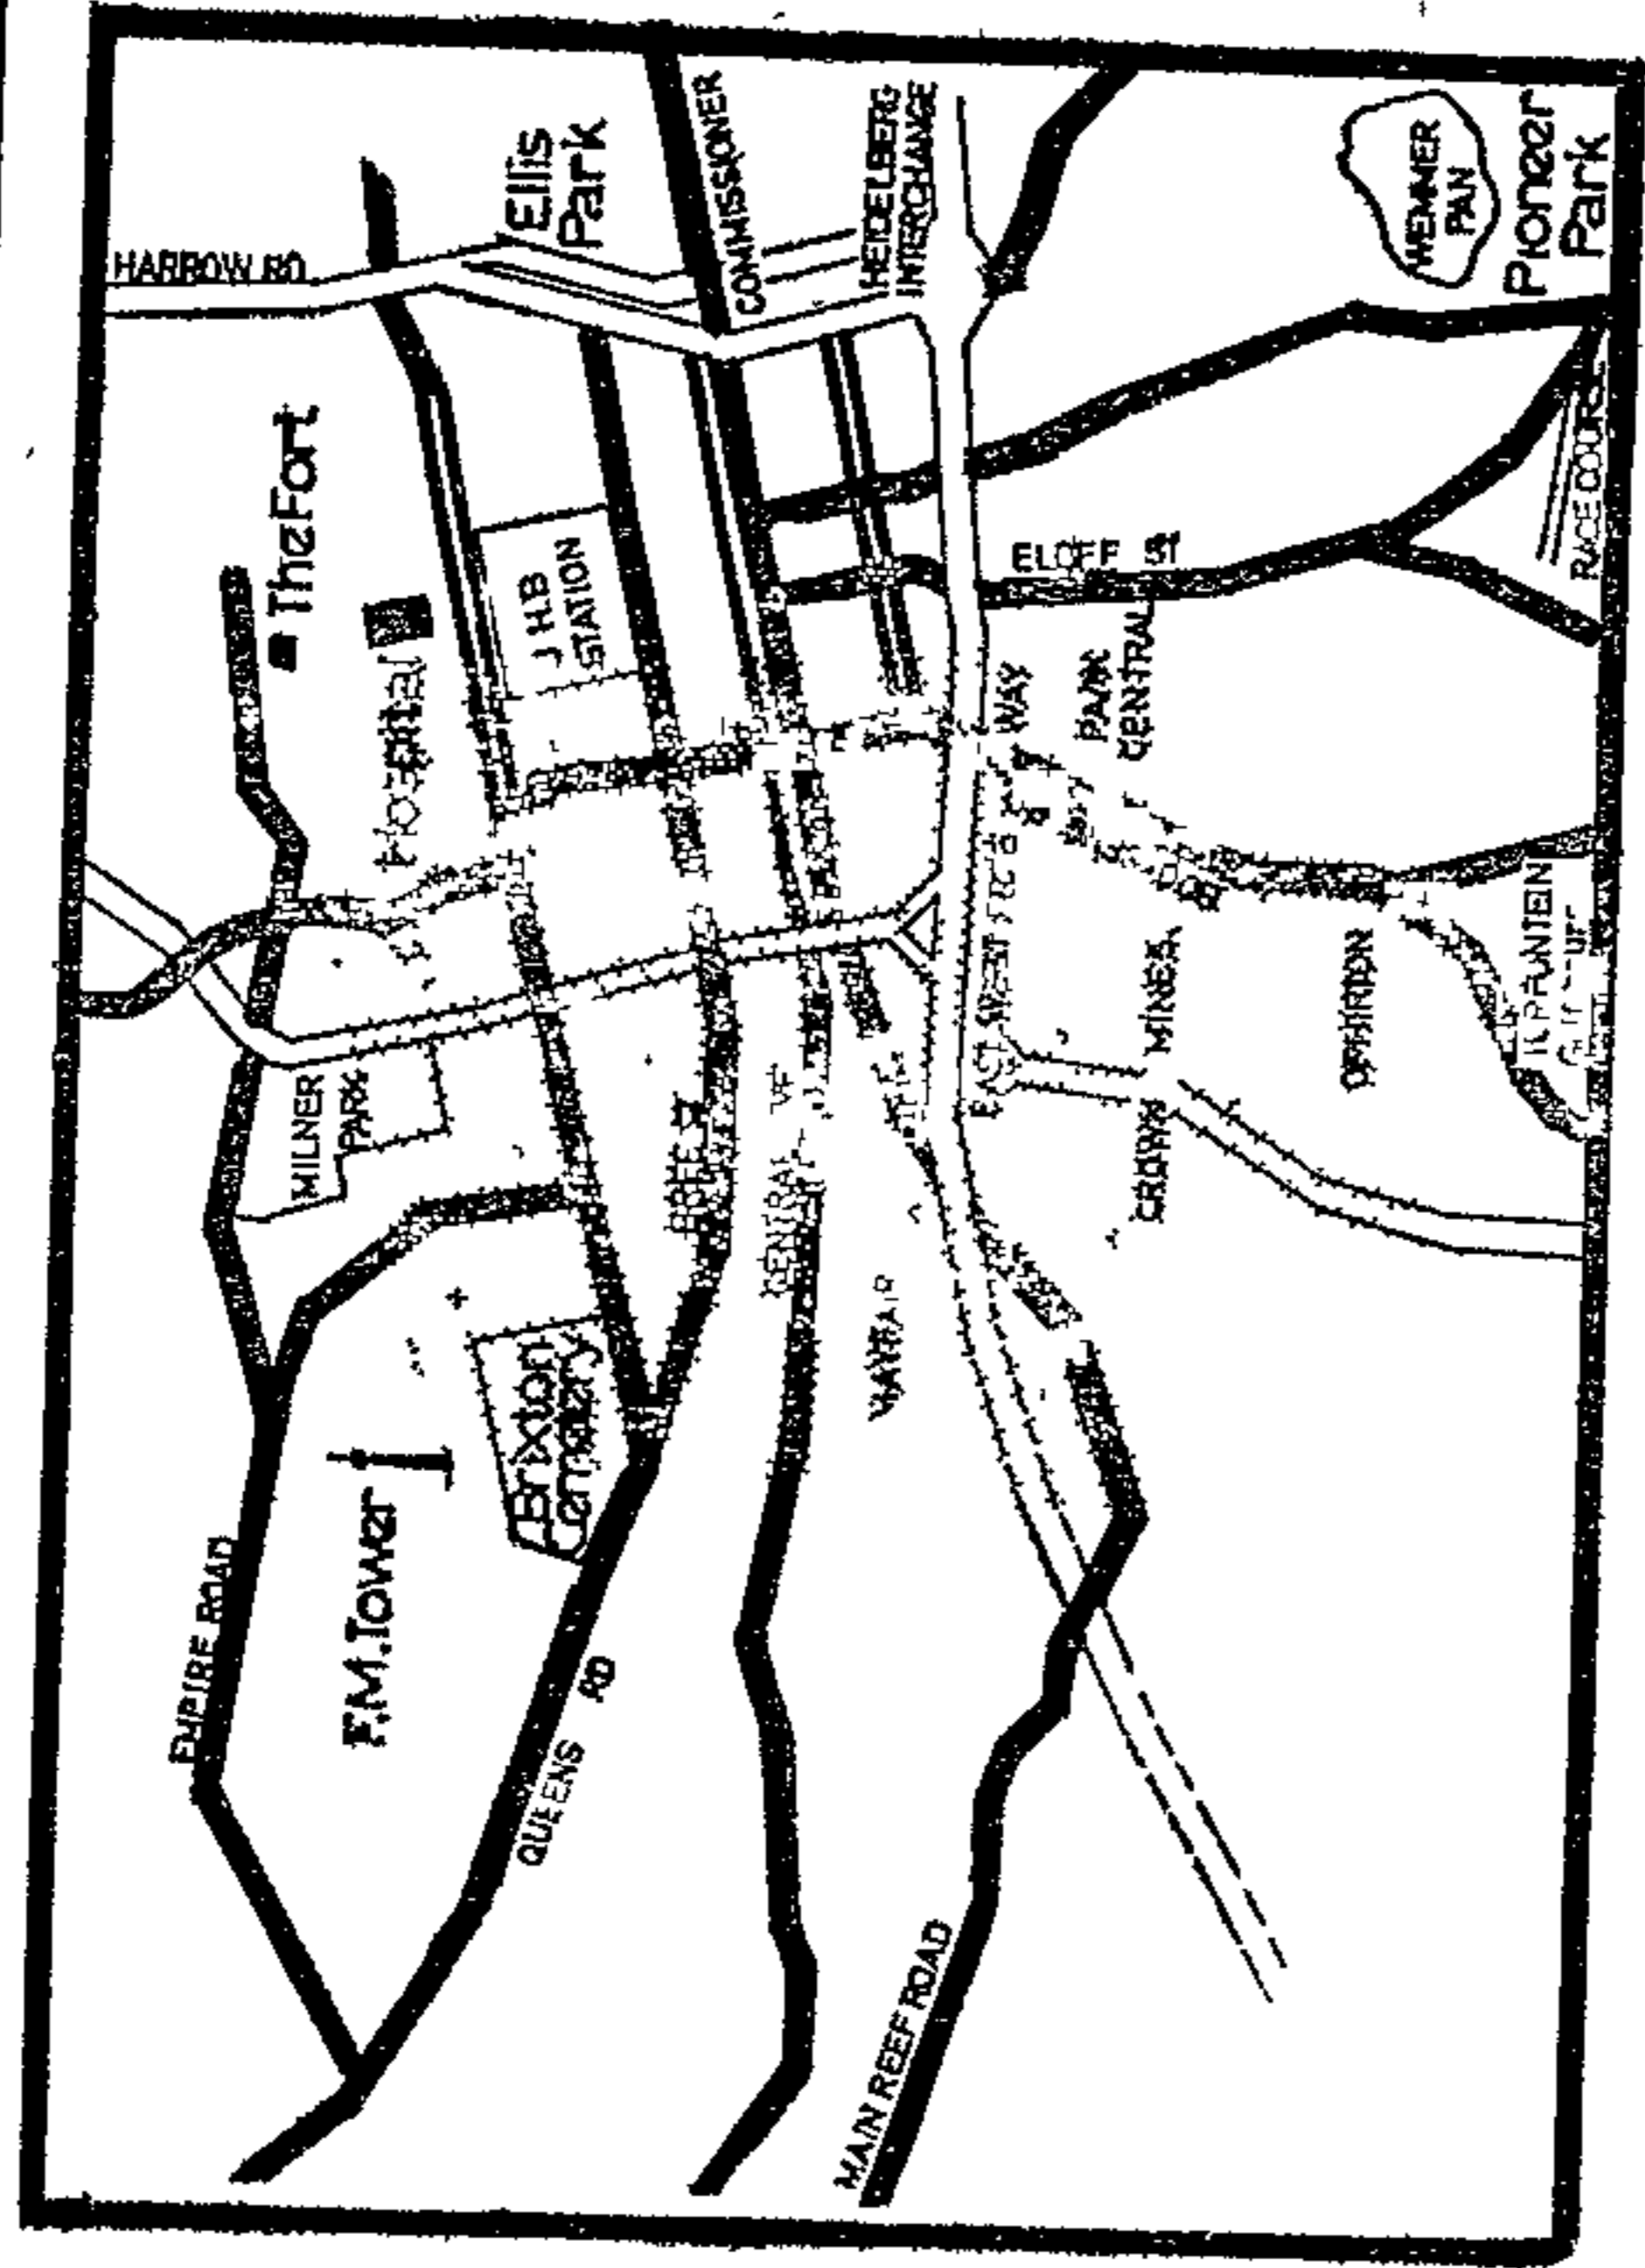 HARROW RD
Ellis
Park
COMMISSIONER
HEIDELBERG
INTERCHANGE
WEMMER
PAN
Pioneer
Park
The Fort
Hospital
JHB
STATION
ELOFF ST
RACE COURSE
PARK
CENTRAL
WAY
EAST WEST
MILNER
PARK
CENTRAL
CROWN MINES
OPHIRTON
MAYFAIR
Brixton
Cemetery
F.M.Tower
EMPIRE ROAD
QUEENS RD
MAIN REEF ROAD